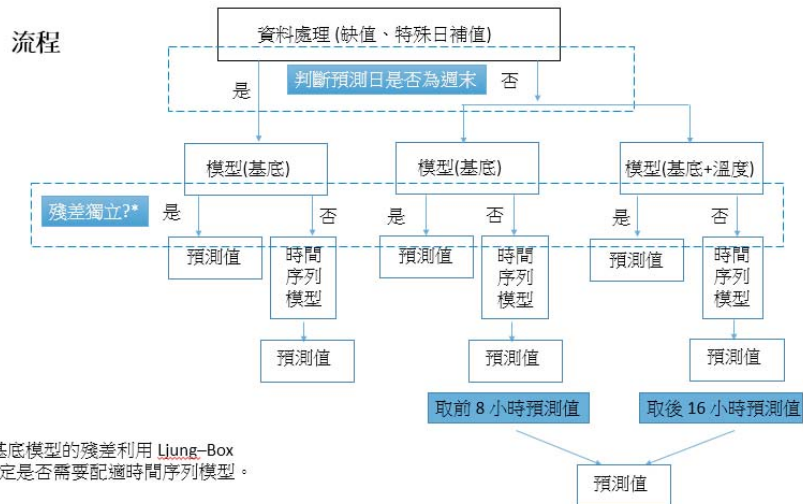 流程
資料處理 (缺值、特殊日補值)
判斷預測日是否為週末
是
否
模型(基底)
模型(基底)
模型(基底+溫度)
殘差獨立?*
是
否
是
否
是
否
預測值
時間
序列
模型
預測值
時間
序列
模型
預測值
時間
序列
模型
預測值
預測值
預測值
取前 8 小時預測值
取後 16 小時預測值
基底模型的殘差利用 Ljung–Box
定是否需要配適時間序列模型。
預測值